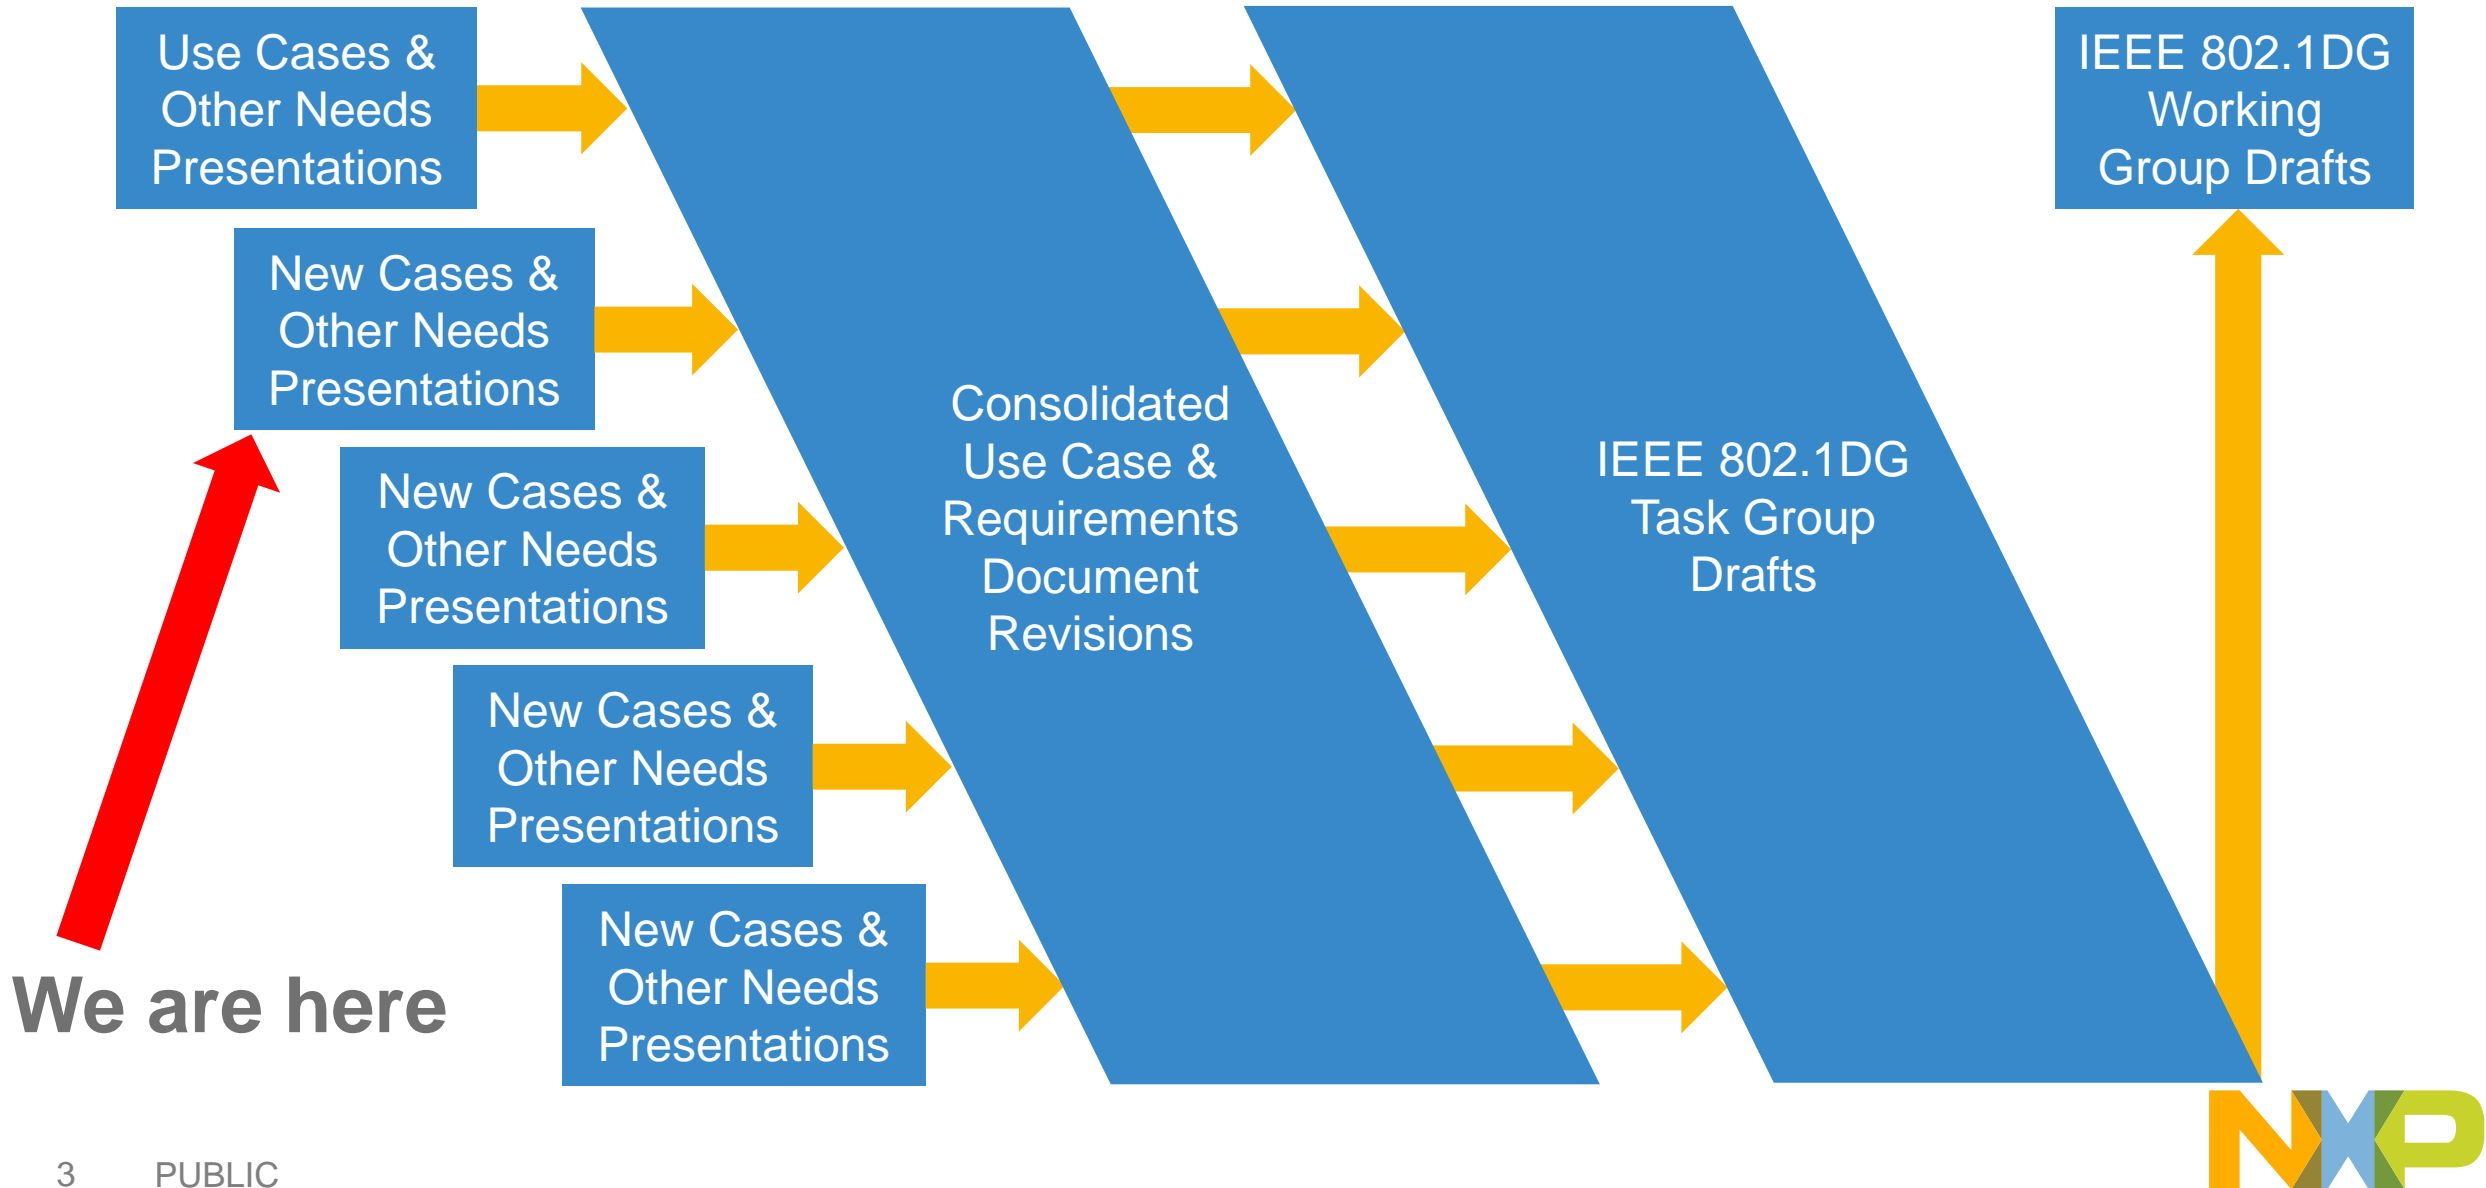 Use Cases &
Other Needs
Presentations
New Cases &
Other Needs
Presentations
New Cases &
Other Needs
Presentations
New Cases &
Other Needs
Presentations
New Cases &
Other Needs
Presentations
Consolidated
Use Case &
Requirements
Document
Revisions
IEEE 802.1DG
Task Group
Drafts
IEEE 802.1DG
Working
Group Drafts
We are here
3 PUBLIC
NXP